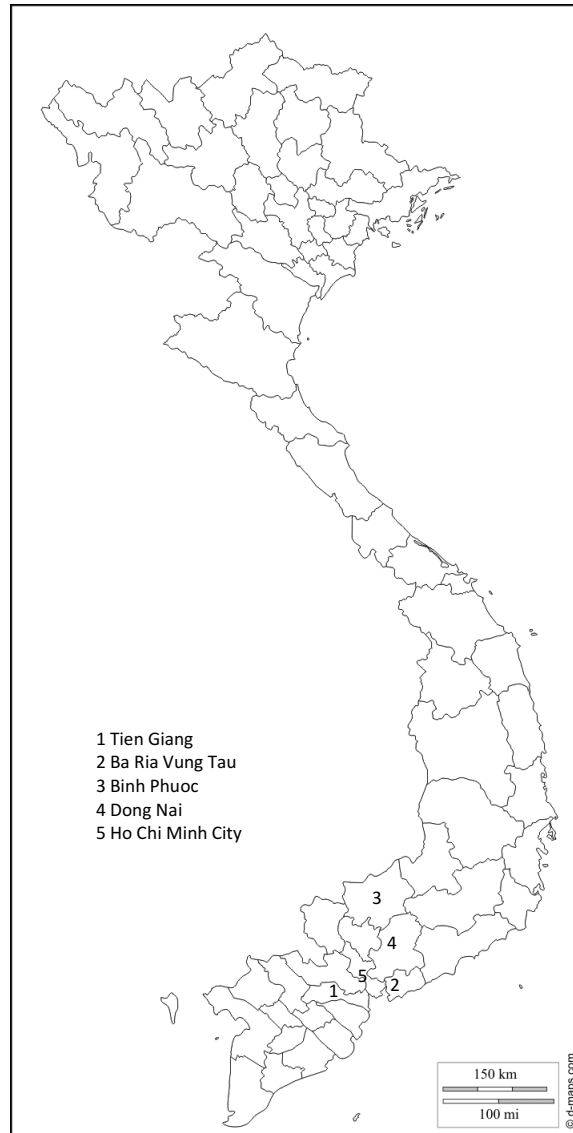 1 Tien Giang
2 Ba Ria Vung Tau
3 Binh Phuoc
4 Dong Nai
5 Ho Chi Minh City
3
4
5
1
2
150 km
100 mi
© d-maps.com